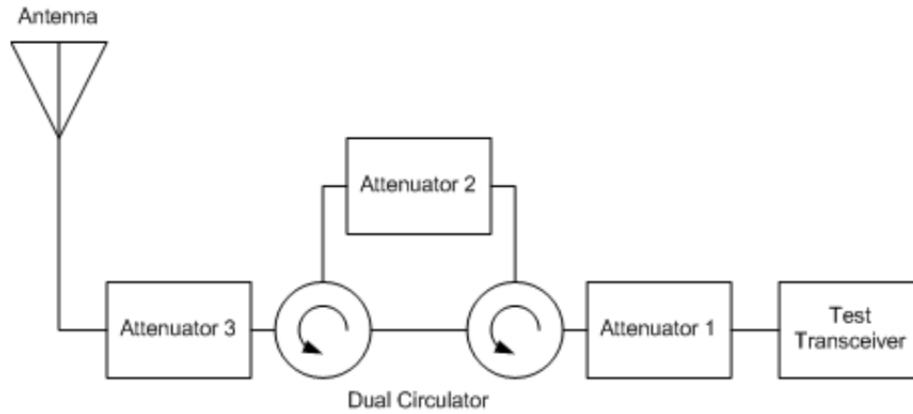 Antenna
Attenuator 2
Attenuator 3
Attenuator 1
Test
Transceiver
Dual Circulator